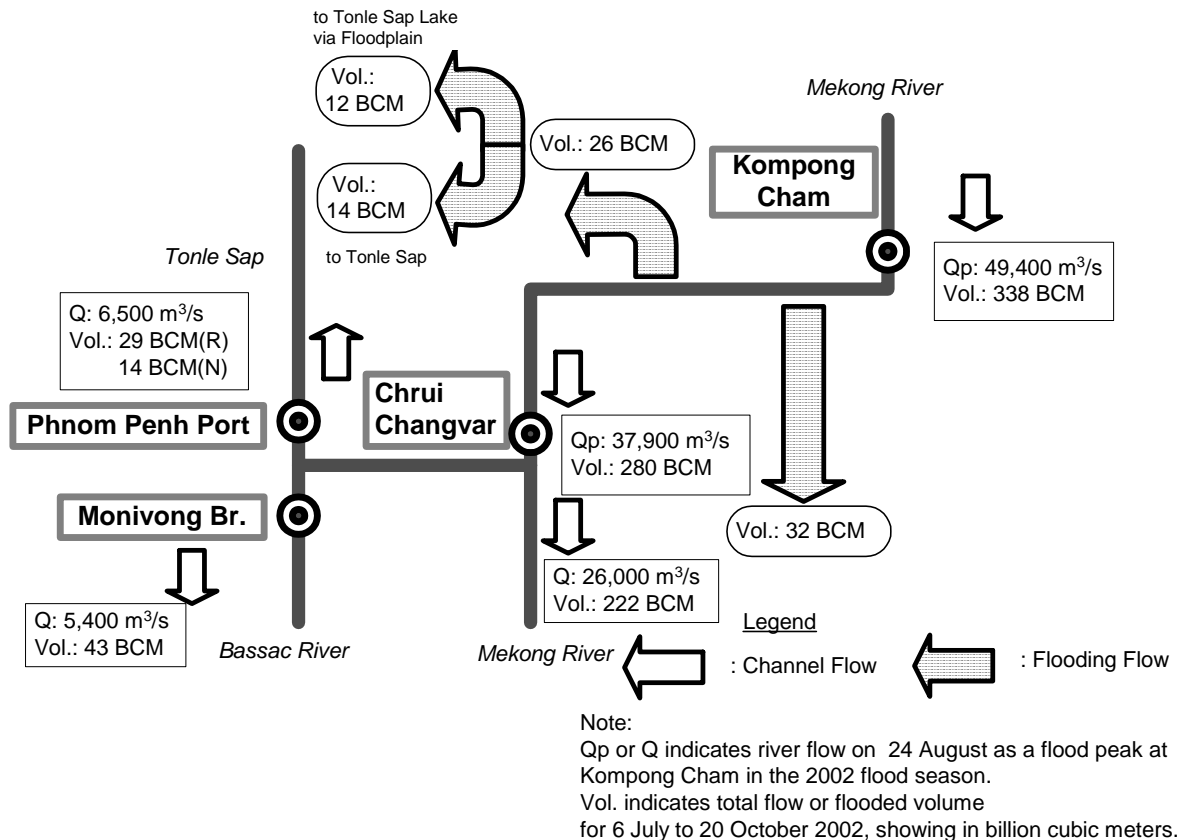 to Tonle Sap Lake
via Floodplain
Vol.:
12 BCM
Mekong River
Vol.: 26 BCM
Kompong
Cham
Vol.:
14 BCM
Tonle Sap
to Tonle Sap
Qp: 49,400 m³/s
Vol.: 338 BCM
Q: 6,500 m³/s
Vol.: 29 BCM(R)
14 BCM(N)
Chrui
Changvar
Phnom Penh Port
Qp: 37,900 m³/s
Vol.: 280 BCM
Monivong Br.
Vol.: 32 BCM
Q: 26,000 m³/s
Vol.: 222 BCM
Q: 5,400 m³/s
Vol.: 43 BCM
Bassac River
Mekong River
Legend
: Channel Flow
: Flooding Flow
Note:
Qp or Q indicates river flow on 24 August as a flood peak at
Kompong Cham in the 2002 flood season.
Vol. indicates total flow or flooded volume
for 6 July to 20 October 2002, showing in billion cubic meters.